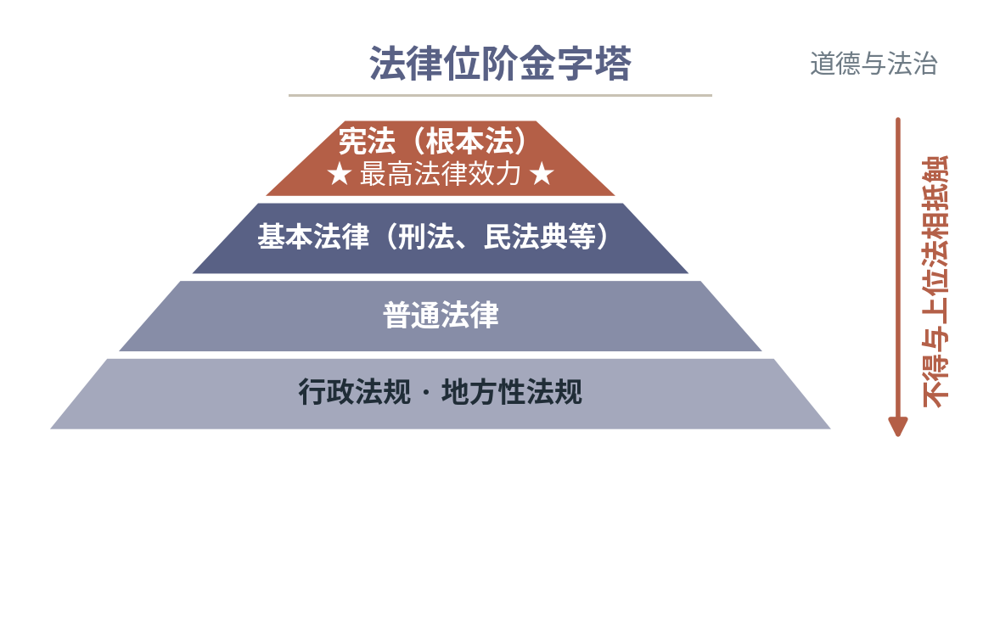 法律位阶金字塔
道德与法治
宪法（根本法）
★ 最高法律效力 ★
基本法律（刑法、民法典等）
普通法律
行政法规 · 地方性法规
不得与上位法相抵触